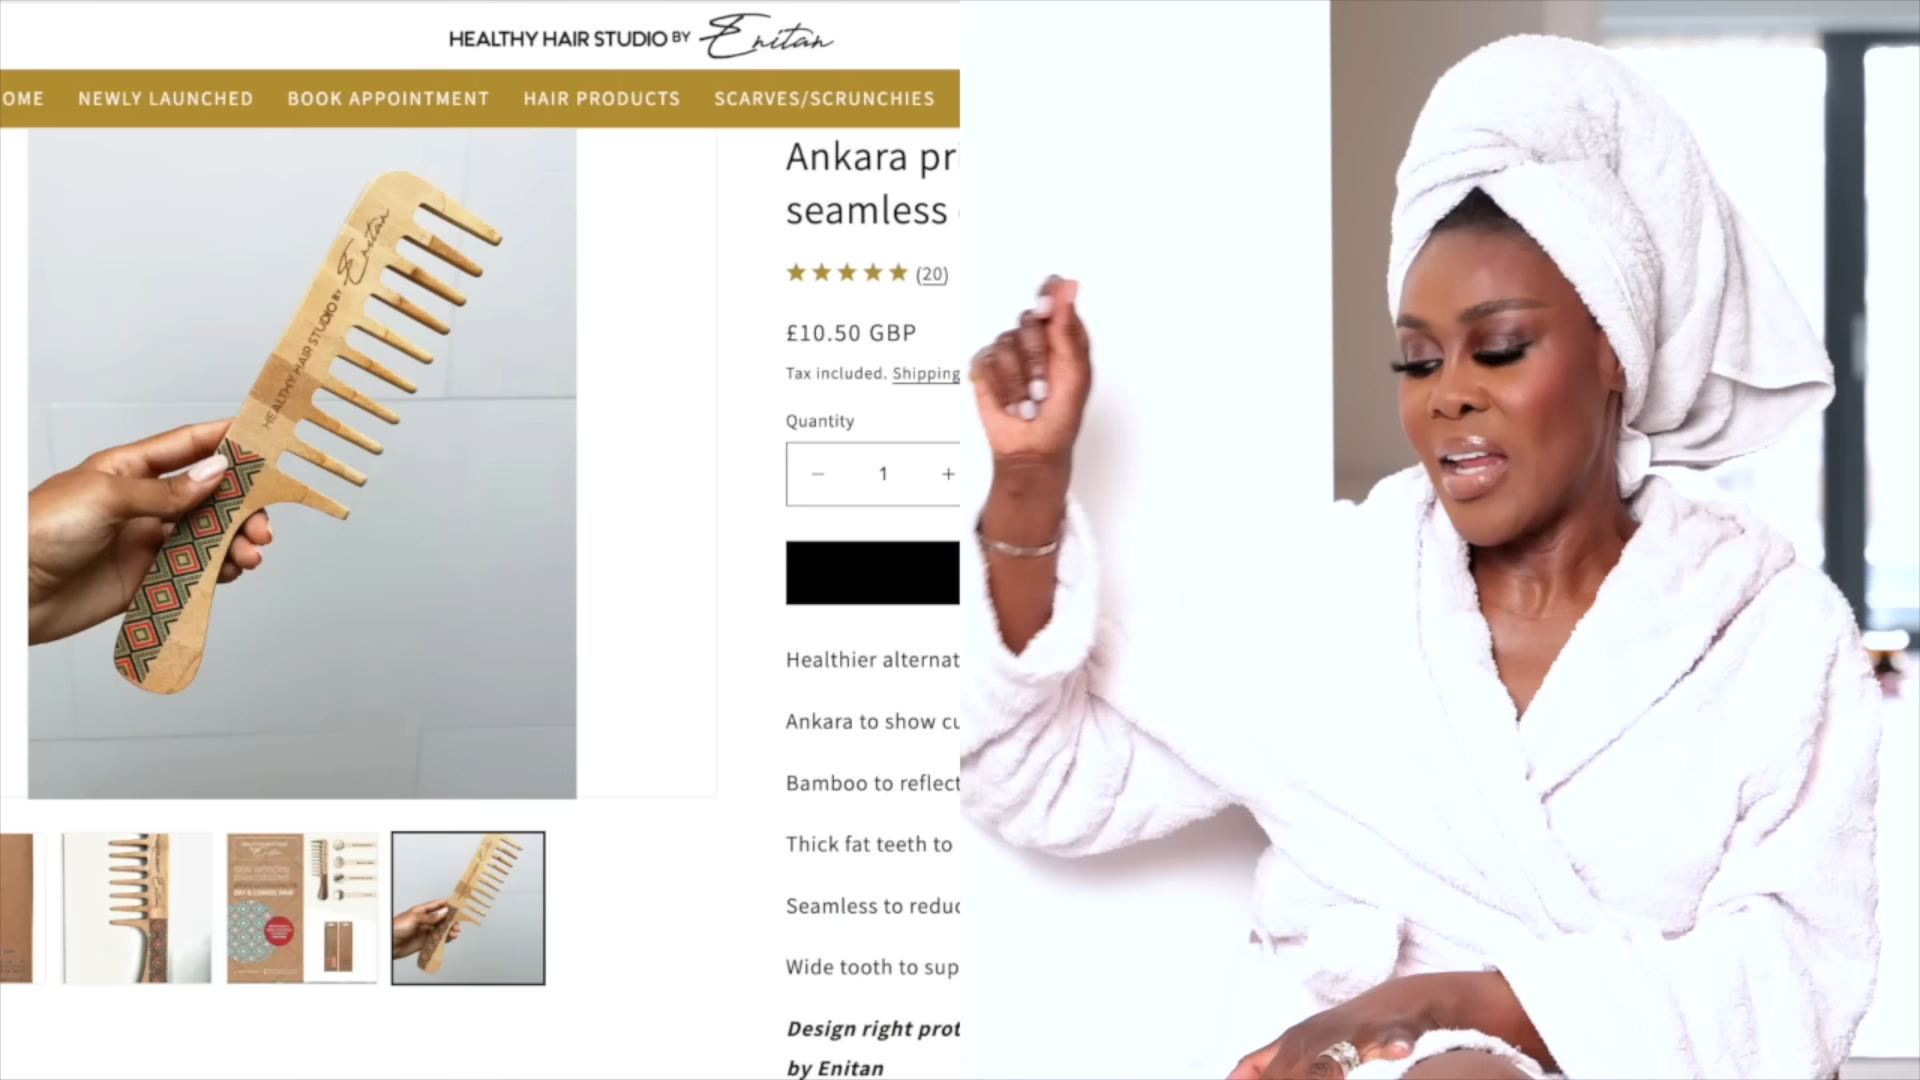 HEALTHY HAIR STUDIO BY Enitan
OME NEWLY LAUNCHED BOOK APPOINTMENT HAIR PRODUCTS SCARVES/SCRUNCHIES
HEALTHY HAIR STUDIO BY Enitan
Ankara pri
seamless
(20)
£10.50 GBP
Tax included. Shipping
Quantity
− 1 +
Healthier alternat
Ankara to show cu
Bamboo to reflect
Thick fat teeth to
Seamless to reduc
Wide tooth to sup
Design right prot
by Enitan